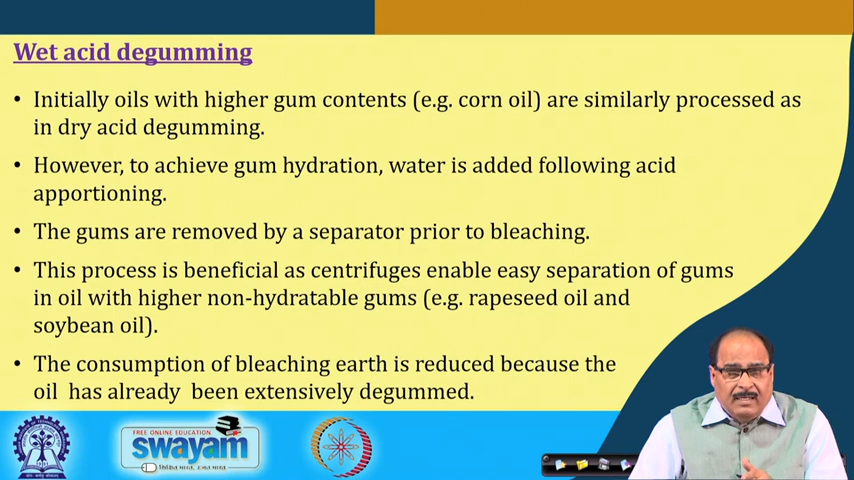 Wet acid degumming
• Initially oils with higher gum contents (e.g. corn oil) are similarly processed as
in dry acid degumming.
• However, to achieve gum hydration, water is added following acid
apportioning.
• The gums are removed by a separator prior to bleaching.
• This process is beneficial as centrifuges enable easy separation of gums
in oil with higher non-hydratable gums (e.g. rapeseed oil and
soybean oil).
• The consumption of bleaching earth is reduced because the
oil has already been extensively degummed.
FREE ONLINE EDUCATION
swayam